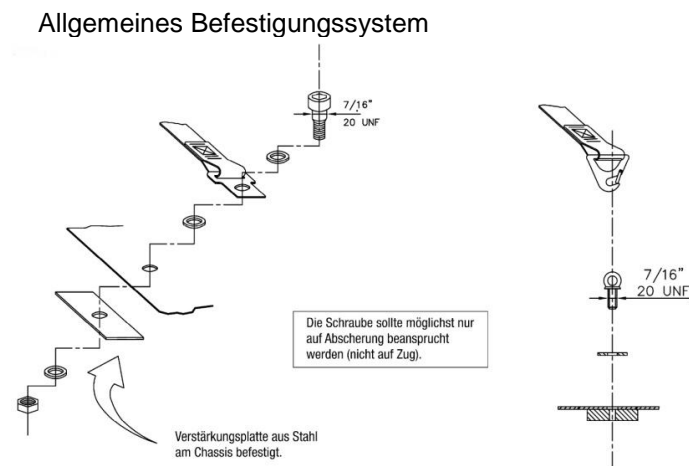 Allgemeines Befestigungssystem
7/16"
20 UNF
7/16"
20 UNF
Die Schraube sollte möglichst nur
auf Abscherung beansprucht
werden (nicht auf Zug).
Verstärkungsplatte aus Stahl
am Chassis befestigt.